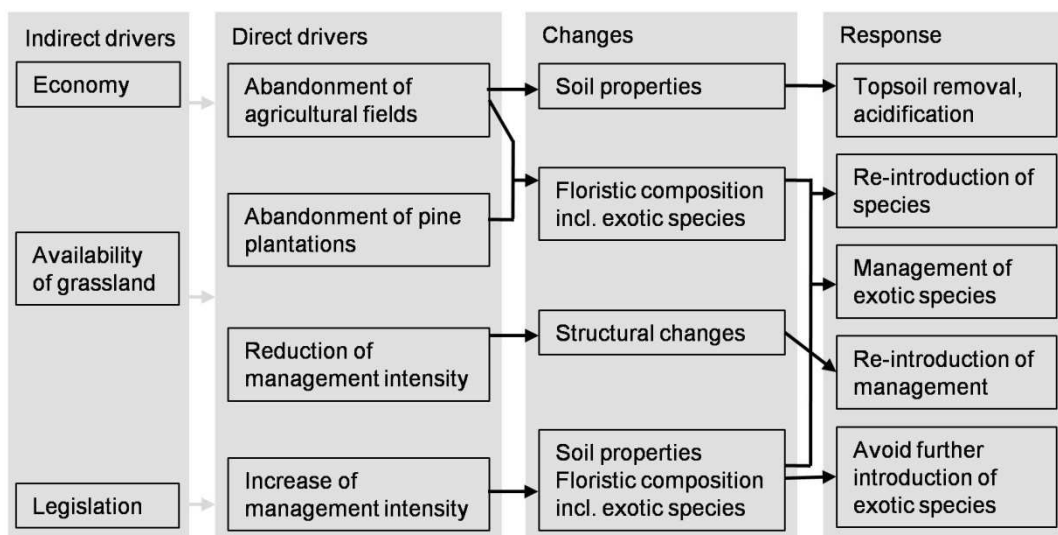 Indirect drivers
Economy
Availability
of grassland
Legislation
Direct drivers
Abandonment of
agricultural fields
Abandonment of pine
plantations
Reduction of
management intensity
Increase of
management intensity
Changes
Soil properties
Floristic composition
incl. exotic species
Structural changes
Soil properties
Floristic composition
incl. exotic species
Response
Topsoil removal,
acidification
Re-introduction of
species
Management of
exotic species
Re-introduction of
management
Avoid further
introduction of
exotic species